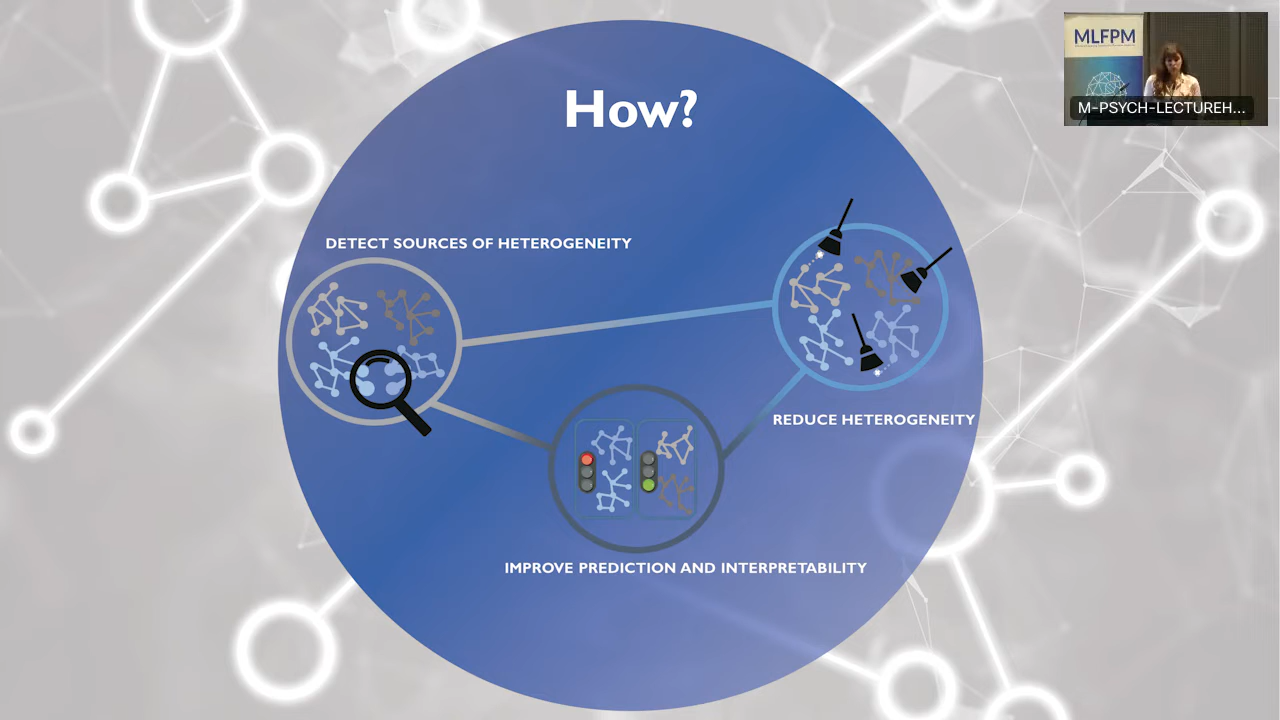 How?
MLFPM
M-PSYCH-LECTUREH...
DETECT SOURCES OF HETEROGENEITY
REDUCE HETEROGENEITY
IMPROVE PREDICTION AND INTERPRETABILITY